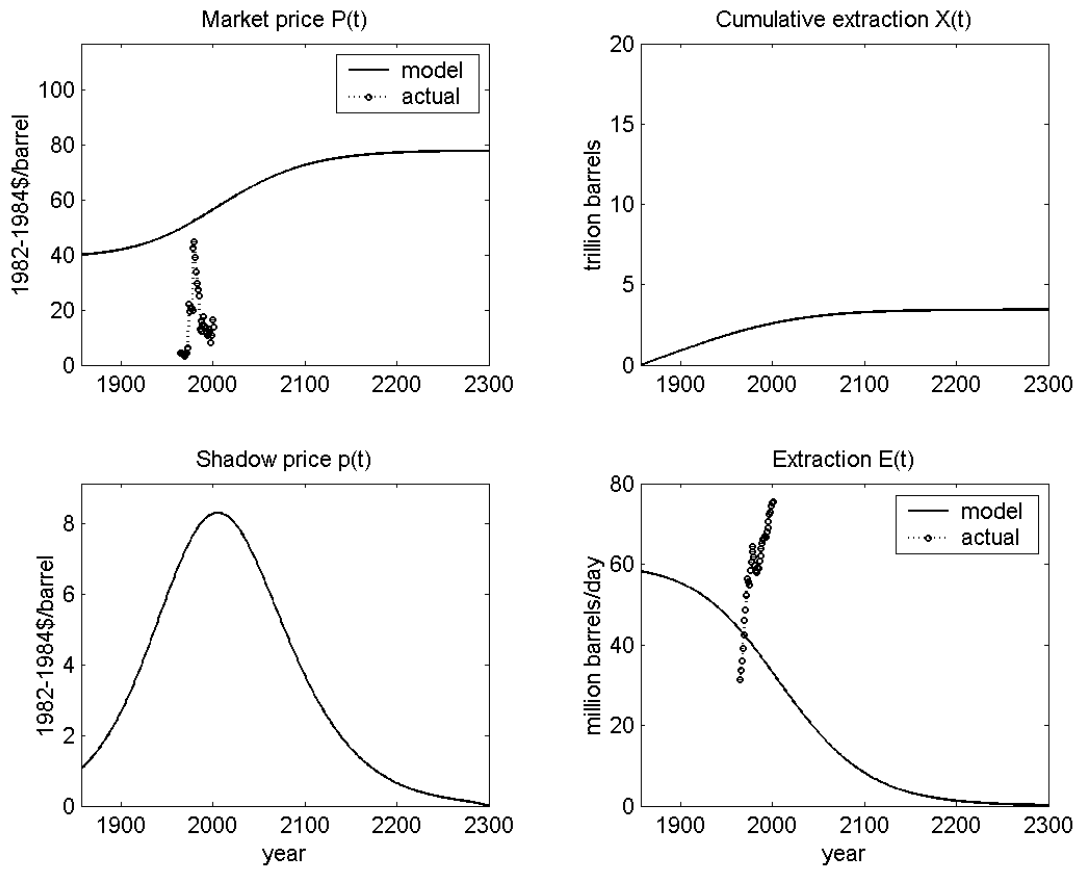 Market price P(t)
1982-1984$/barrel
100
80
60
40
20
0
model
actual
1900 2000 2100 2200 2300
Cumulative extraction X(t)
trillion barrels
20
15
10
5
0
1900 2000 2100 2200 2300
Shadow price p(t)
1982-1984$/barrel
8
6
4
2
0
1900 2000 2100 2200 2300
year
Extraction E(t)
million barrels/day
80
60
40
20
0
model
actual
1900 2000 2100 2200 2300
year